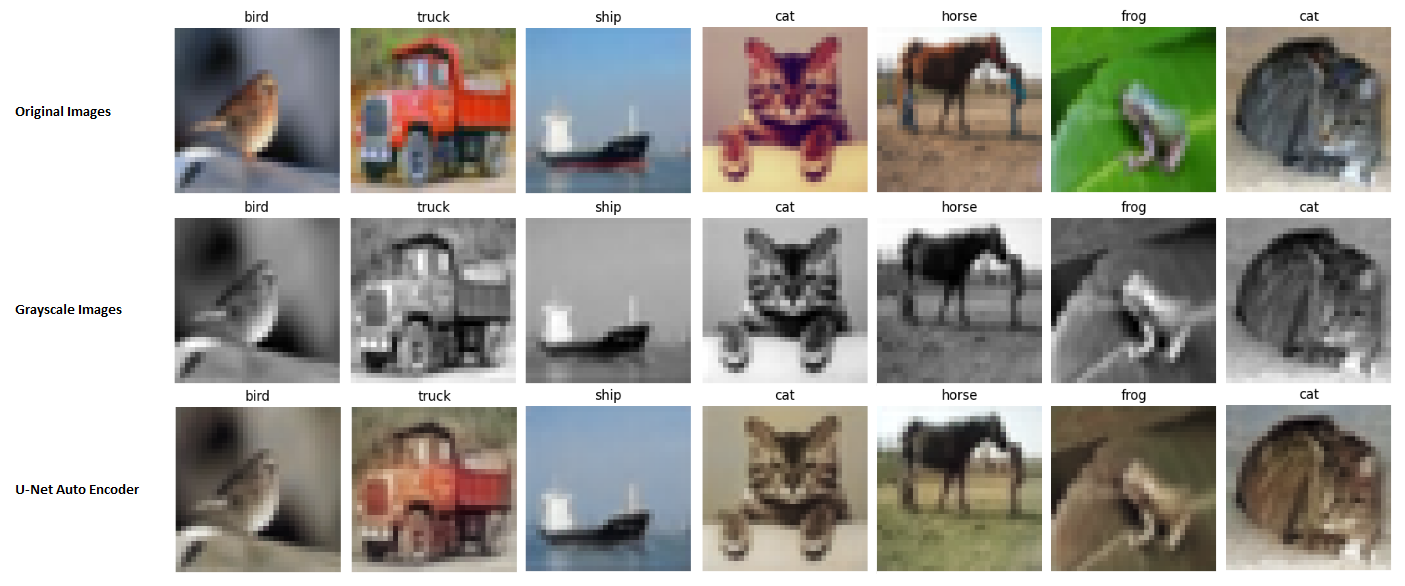 bird truck ship cat horse frog cat
Original Images
bird truck ship cat horse frog cat
Grayscale Images
bird truck ship cat horse frog cat
U-Net Auto Encoder